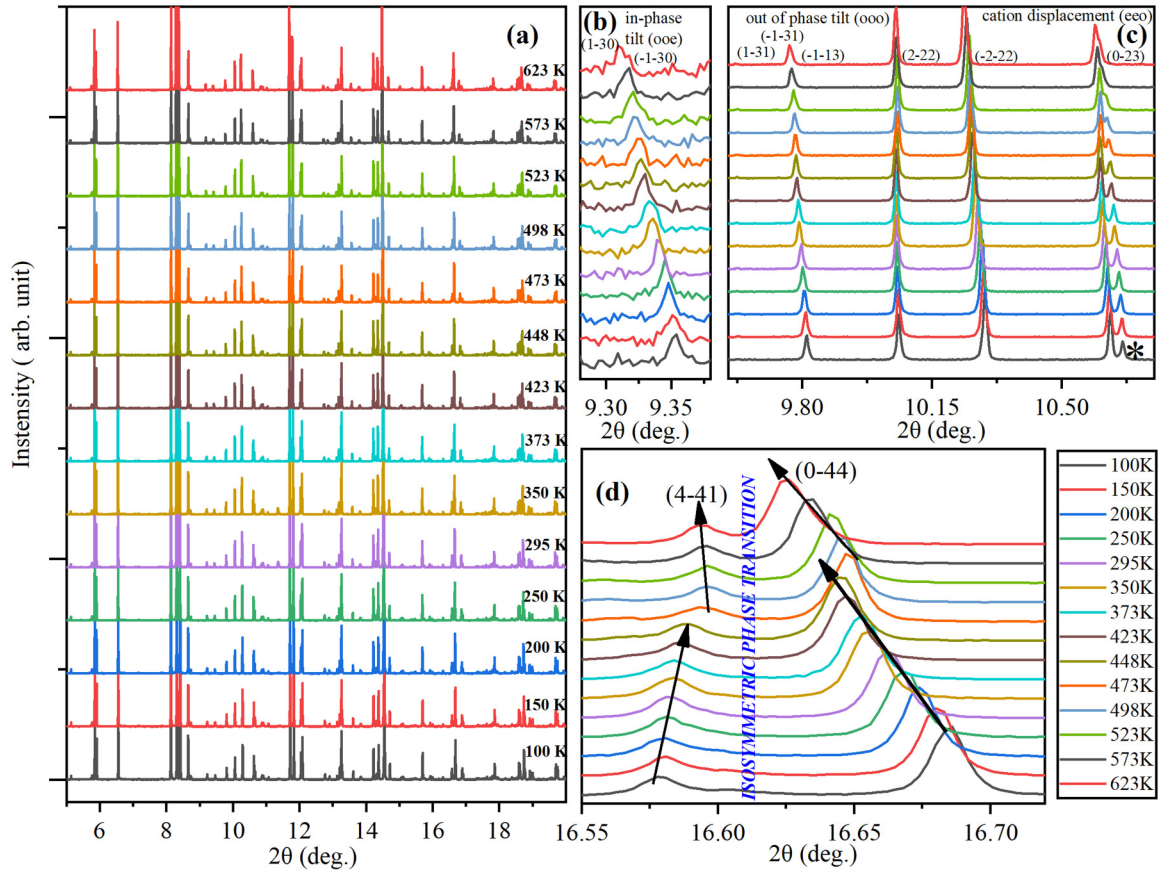 Instensity ( arb. unit)
(a)
623 K
573 K
523 K
498 K
473 K
448 K
423 K
373 K
350 K
295 K
250 K
200 K
150 K
100 K
6 8 10 12 14 16 18
2θ (deg.)
(b)
in-phase
tilt (ooe)
(1-30)
(-1-30)
9.30 9.35
2θ (deg.)
out of phase tilt (ooo)
cation displacement (eeo)
(c)
(-1-31)
(1-31)
(-1-13)
(2-22)
(-2-22)
(0-23)
*
9.80 10.15 10.50
2θ (deg.)
(d)
(4-41)
(0-44)
ISOSYMMETRIC PHASE TRANSITION
16.55 16.60 16.65 16.70
2θ (deg.)
100K
150K
200K
250K
295K
350K
373K
423K
448K
473K
498K
523K
573K
623K